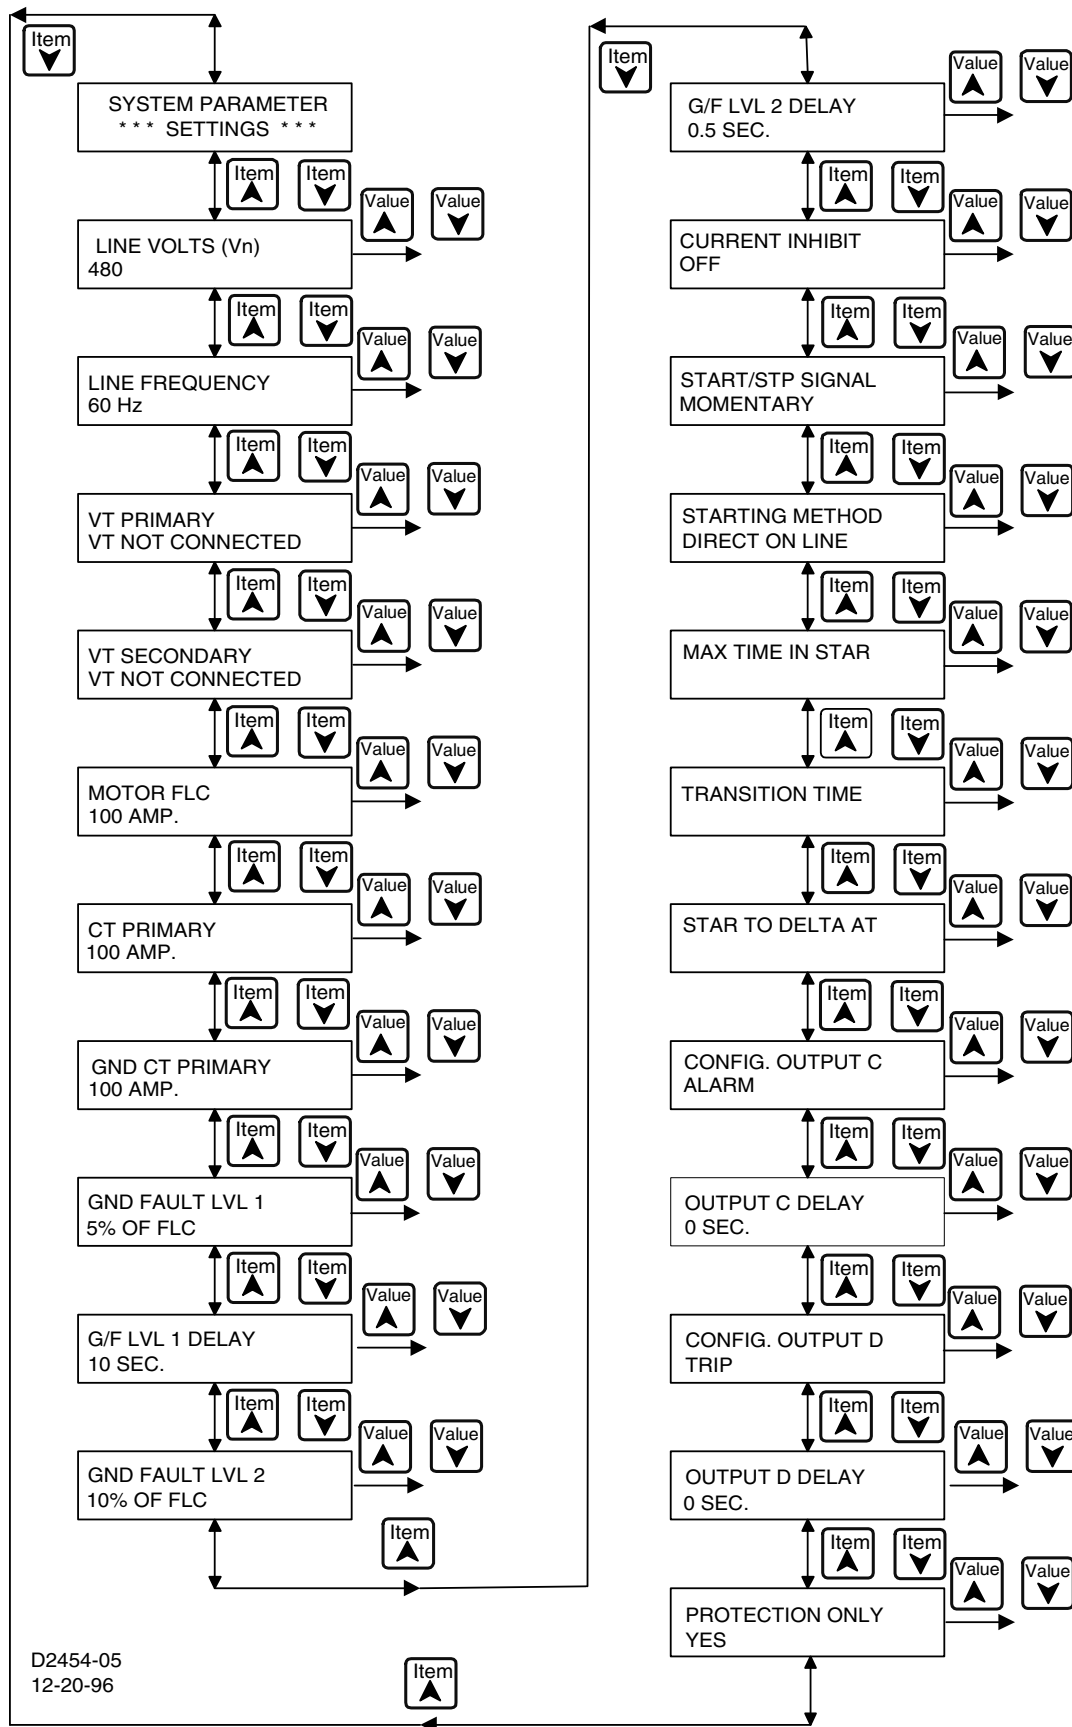 Item
SYSTEM PARAMETER
* * * SETTINGS * * *
Item Item
Value Value
LINE VOLTS (Vn)
480
Item Item
Value Value
LINE FREQUENCY
60 Hz
Item Item
Value Value
VT PRIMARY
VT NOT CONNECTED
Item Item
Value Value
VT SECONDARY
VT NOT CONNECTED
Item Item
Value Value
MOTOR FLC
100 AMP.
Item Item
Value Value
CT PRIMARY
100 AMP.
Item Item
Value Value
GND CT PRIMARY
100 AMP.
Item Item
Value Value
GND FAULT LVL 1
5% OF FLC
Item Item
Value Value
G/F LVL 1 DELAY
10 SEC.
Item Item
Value Value
GND FAULT LVL 2
10% OF FLC
Item
Item
Value Value
G/F LVL 2 DELAY
0.5 SEC.
Item Item
Value Value
CURRENT INHIBIT
OFF
Item Item
Value Value
START/STP SIGNAL
MOMENTARY
Item Item
Value Value
STARTING METHOD
DIRECT ON LINE
Item Item
Value Value
MAX TIME IN STAR
Item Item
Value Value
TRANSITION TIME
Item Item
Value Value
STAR TO DELTA AT
Item Item
Value Value
CONFIG. OUTPUT C
ALARM
Item Item
Value Value
OUTPUT C DELAY
0 SEC.
Item Item
Value Value
CONFIG. OUTPUT D
TRIP
Item Item
Value Value
OUTPUT D DELAY
0 SEC.
Item Item
Value Value
PROTECTION ONLY
YES
Item
D2454-05
12-20-96